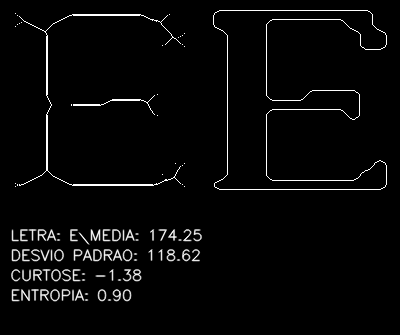 E E
LETRA: E\MEDIA: 174.25
DESVIO PADRAO: 118.62
CURTOSE: -1.38
ENTROPIA: 0.90